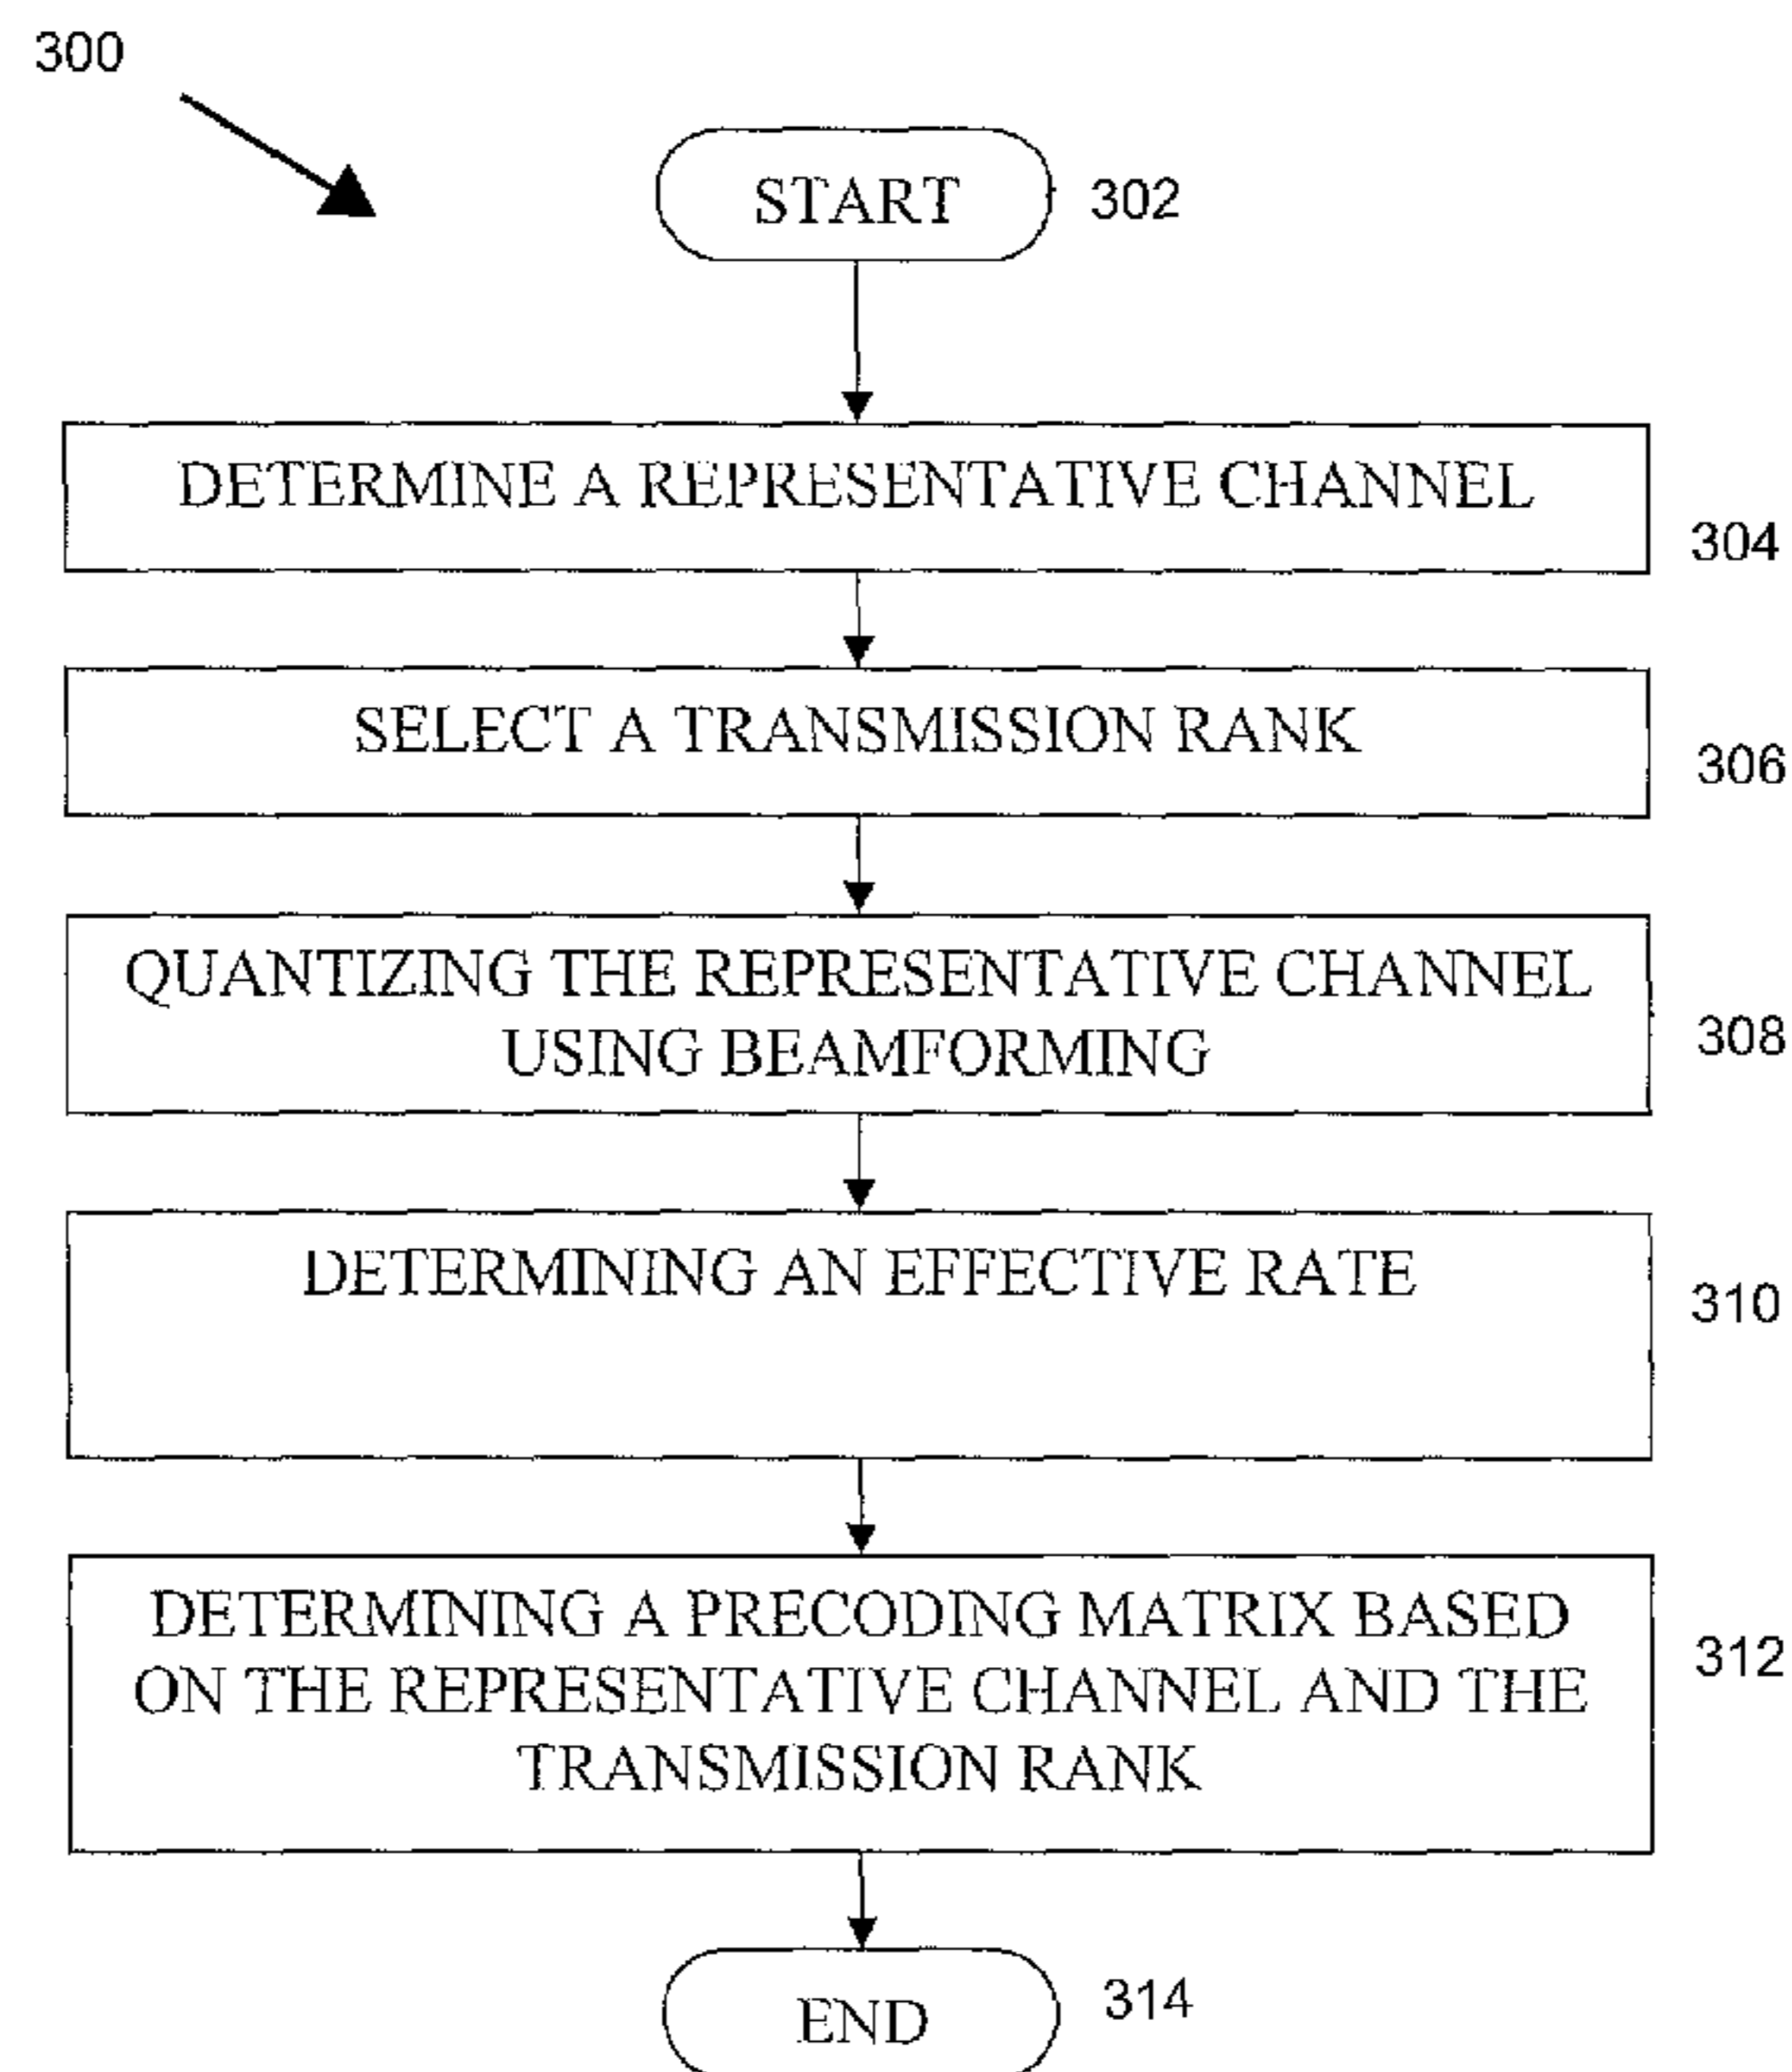 300
START
302
DETERMINE A REPRESENTATIVE CHANNEL
304
SELECT A TRANSMISSION RANK
306
QUANTIZING THE REPRESENTATIVE CHANNEL
USING BEAMFORMING
308
DETERMINING AN EFFECTIVE RATE
310
DETERMINING A PRECODING MATRIX BASED
ON THE REPRESENTATIVE CHANNEL AND THE
TRANSMISSION RANK
312
END
314